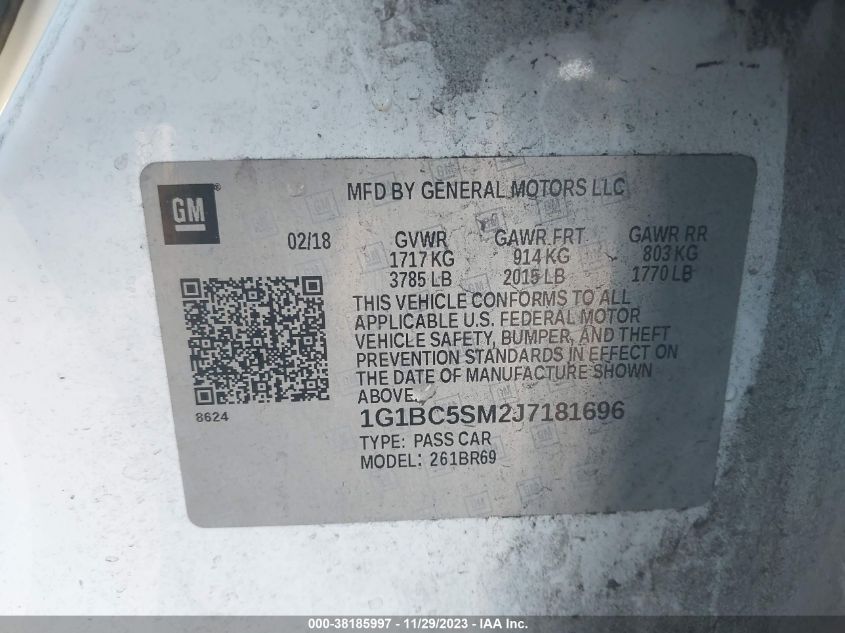 GM
®
MFD BY GENERAL MOTORS LLC
02/18
GVWR
1717 KG
3785 LB
GAWR FRT
914 KG
2015 LB
GAWR RR
803 KG
1770 LB
THIS VEHICLE CONFORMS TO ALL
APPLICABLE U.S. FEDERAL MOTOR
VEHICLE SAFETY, BUMPER, AND THEFT
PREVENTION STANDARDS IN EFFECT ON
THE DATE OF MANUFACTURE SHOWN
ABOVE.
8624
1G1BC5SM2J7181696
TYPE: PASS CAR
MODEL: 261BR69
000-38185997 - 11/29/2023 - IAA Inc.